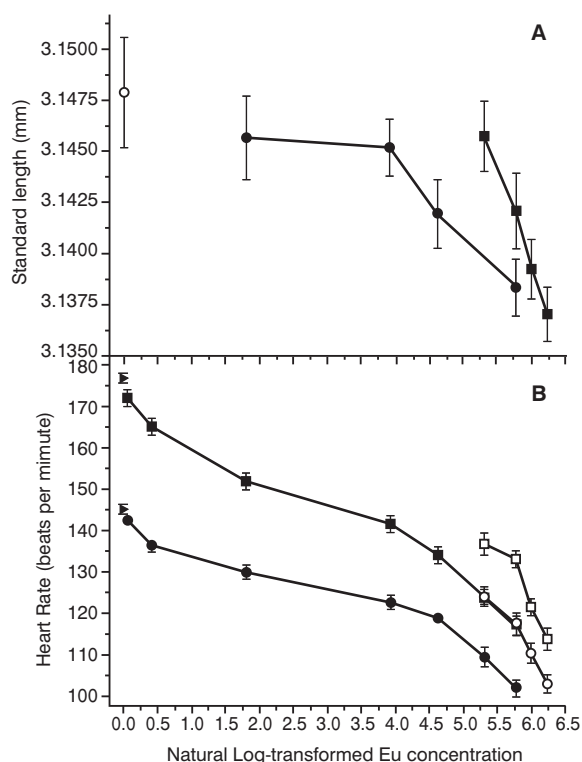 A
3.1500
3.1475
3.1450
3.1425
3.1400
3.1375
3.1350
Standard length (mm)
B
180
170
160
150
140
130
120
110
100
Heart Rate (beats per mimute)
0.0 0.5 1.5 2.0 2.5 3.0 3.5 4.0 4.5 5.0 5.5 6.0 6.5
Natural Log-transformed Eu concentration